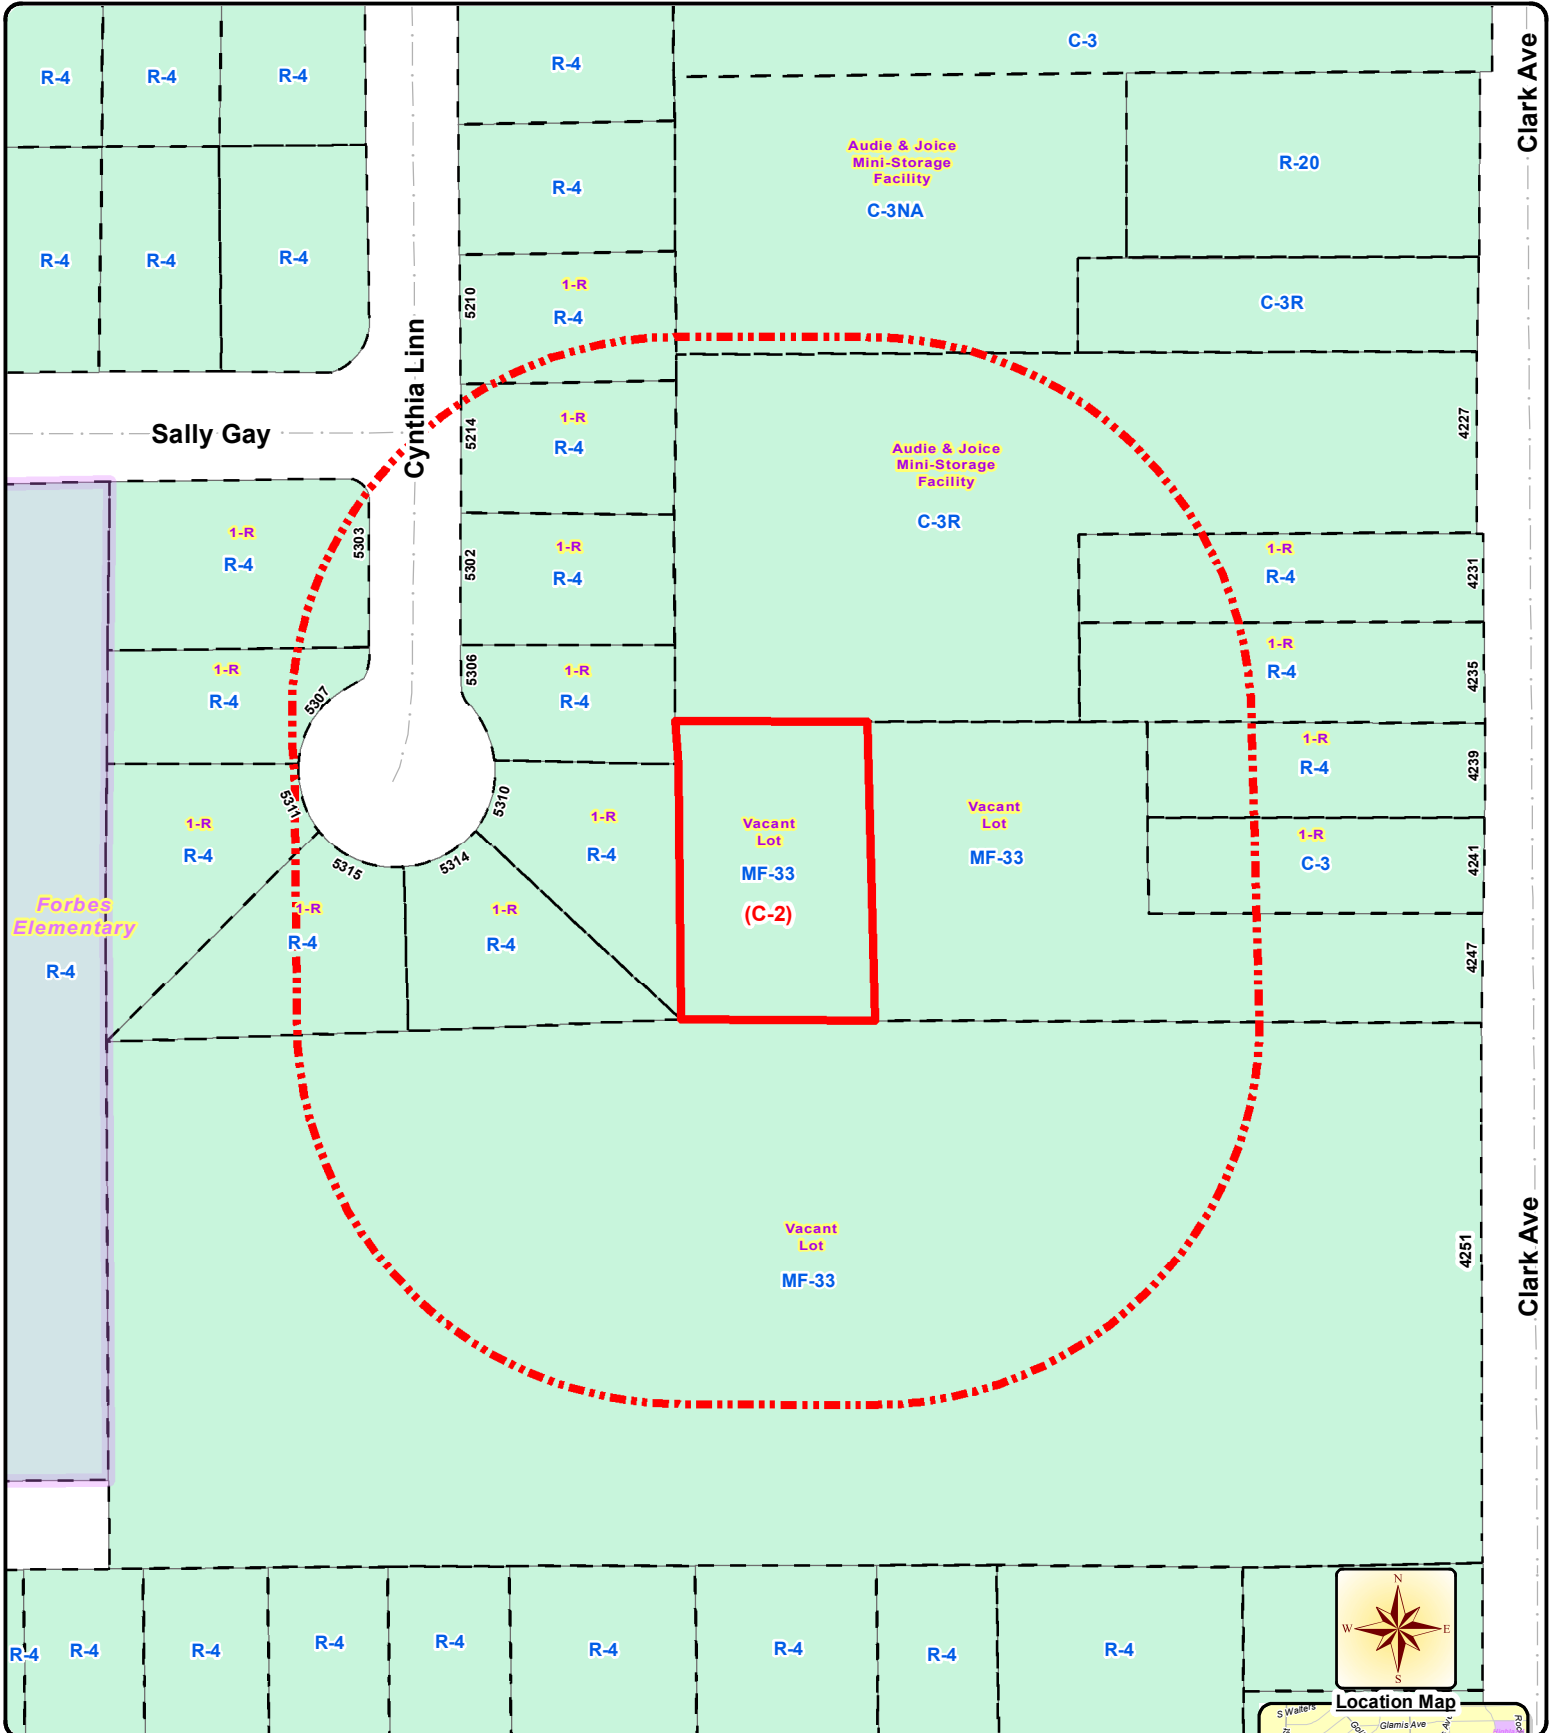 C-3
Clark Ave
R-4
R-4
R-4
R-4
Audie & Joice
Mini-Storage
Facility
C-3NA
R-20
R-4
R-4
R-4
R-4
1-R
R-4
5210
C-3R
Cynthia Linn
Sally Gay
5214
1-R
R-4
4227
Audie & Joice
Mini-Storage
Facility
C-3R
1-R
R-4
5303
5302
1-R
R-4
1-R
R-4
4231
1-R
R-4
5307
5306
1-R
R-4
1-R
R-4
4235
1-R
R-4
4239
5311
5310
1-R
R-4
5315
5314
1-R
R-4
Vacant
Lot
MF-33
(C-2)
Vacant
Lot
MF-33
1-R
C-3
4241
Forbes
Elementary
R-4
1-R
R-4
1-R
R-4
4247
Vacant
Lot
MF-33
4251
Clark Ave
R-4
R-4
R-4
R-4
R-4
R-4
R-4
R-4
R-4
N
W
E
S
Location Map
S Walters
Glamis Ave